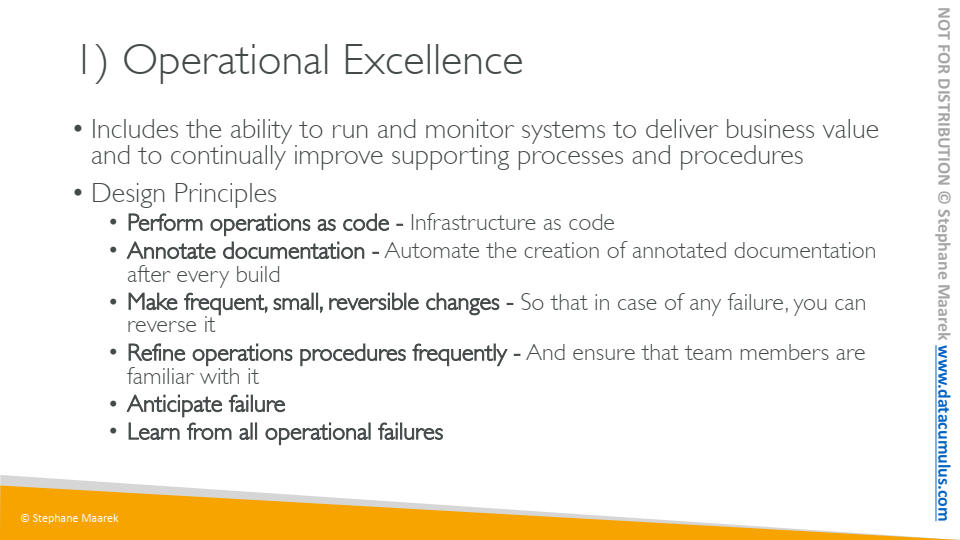 1) Operational Excellence
• Includes the ability to run and monitor systems to deliver business value
and to continually improve supporting processes and procedures
• Design Principles
• Perform operations as code - Infrastructure as code
• Annotate documentation - Automate the creation of annotated documentation
after every build
• Make frequent, small, reversible changes - So that in case of any failure, you can
reverse it
• Refine operations procedures frequently - And ensure that team members are
familiar with it
• Anticipate failure
• Learn from all operational failures
© Stephane Maarek
NOT FOR DISTRIBUTION © Stephane Maarek www.datacumulus.com